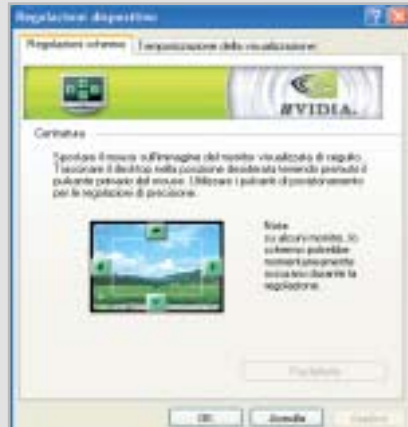 Regolazioni dispositivo
Regolazioni schermo Temporizzazione della visualizzazione
NVIDIA.
Centratura
Spostare il mouse sull'immagine del monitor visualizzata di seguito.
Trascinare il desktop nella posizione desiderata tenendo premuto il
pulsante primario del mouse. Utilizzare i pulsanti di posizionamento
per le regolazioni di precisione.
Nota:
su alcuni monitor, lo
schermo potrebbe
momentaneamente
oscurarsi durante la
regolazione.
OK Annulla